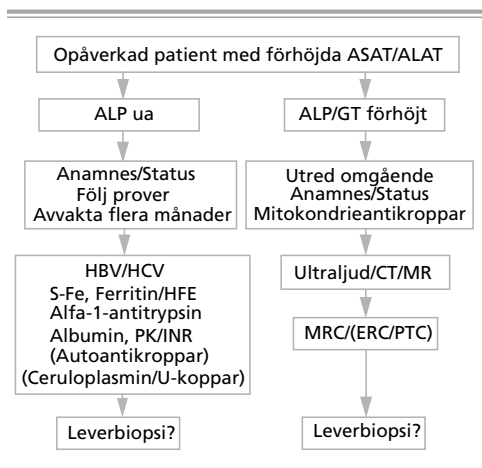 Opåverkad patient med förhöjda ASAT/ALAT
ALP ua
Anamnes/Status
Följ prover
Avvakta flera månader
HBV/HCV
S-Fe, Ferritin/HFE
Alfa-1-antitrypsin
Albumin, PK/INR
(Autoantikroppar)
(Ceruloplasmin/U-koppar)
Leverbiopsi?
ALP/GT förhöjt
Utred omgående
Anamnes/Status
Mitokondrieantikroppar
Ultraljud/CT/MR
MRC/(ERC/PTC)
Leverbiopsi?